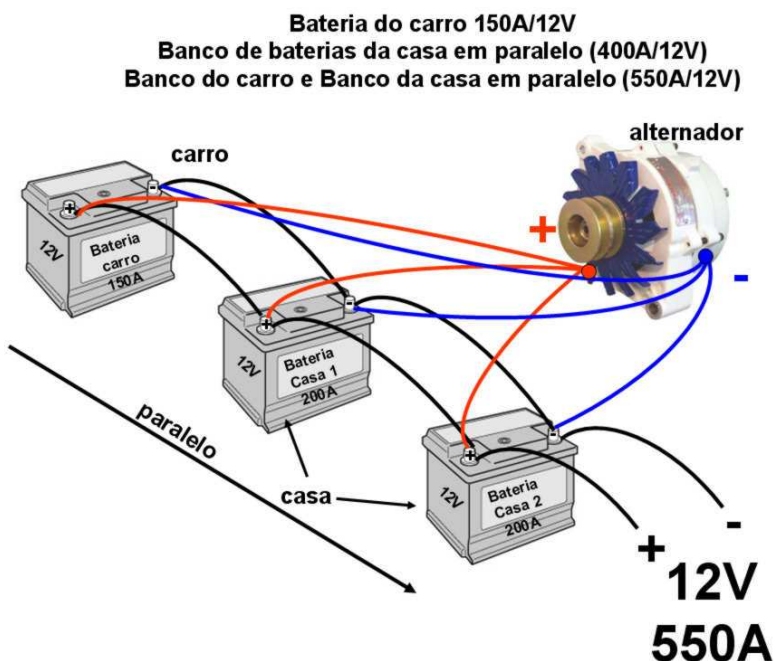 Bateria do carro 150A/12V
Banco de baterias da casa em paralelo (400A/12V)
Banco do carro e Banco da casa em paralelo (550A/12V)
alternador
carro
+
-
12V
Bateria
carro
150A
+
-
+
-
12V
Bateria
Casa 1
200A
paralelo
casa
+
-
12V
Bateria
Casa 2
200A
-
+
12V
550A